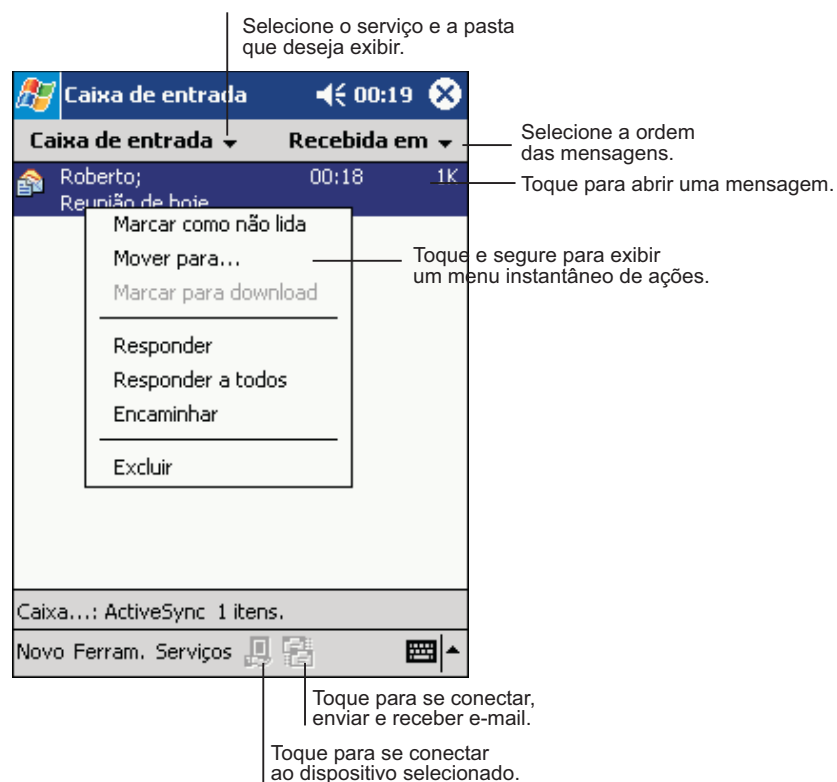 Selecione o serviço e a pasta
que deseja exibir.
Caixa de entrada 00:19
Caixa de entrada Recebida em
Selecione a ordem
das mensagens.
Roberto; 00:18 1K
Reunião de hoje
Toque para abrir uma mensagem.
Marcar como não lida
Mover para...
Marcar para download
Toque e segure para exibir
um menu instantâneo de ações.
Responder
Responder a todos
Encaminhar
Excluir
Caixa...: ActiveSync 1 itens.
Novo Ferram. Serviços
Toque para se conectar,
enviar e receber e-mail.
Toque para se conectar
ao dispositivo selecionado.